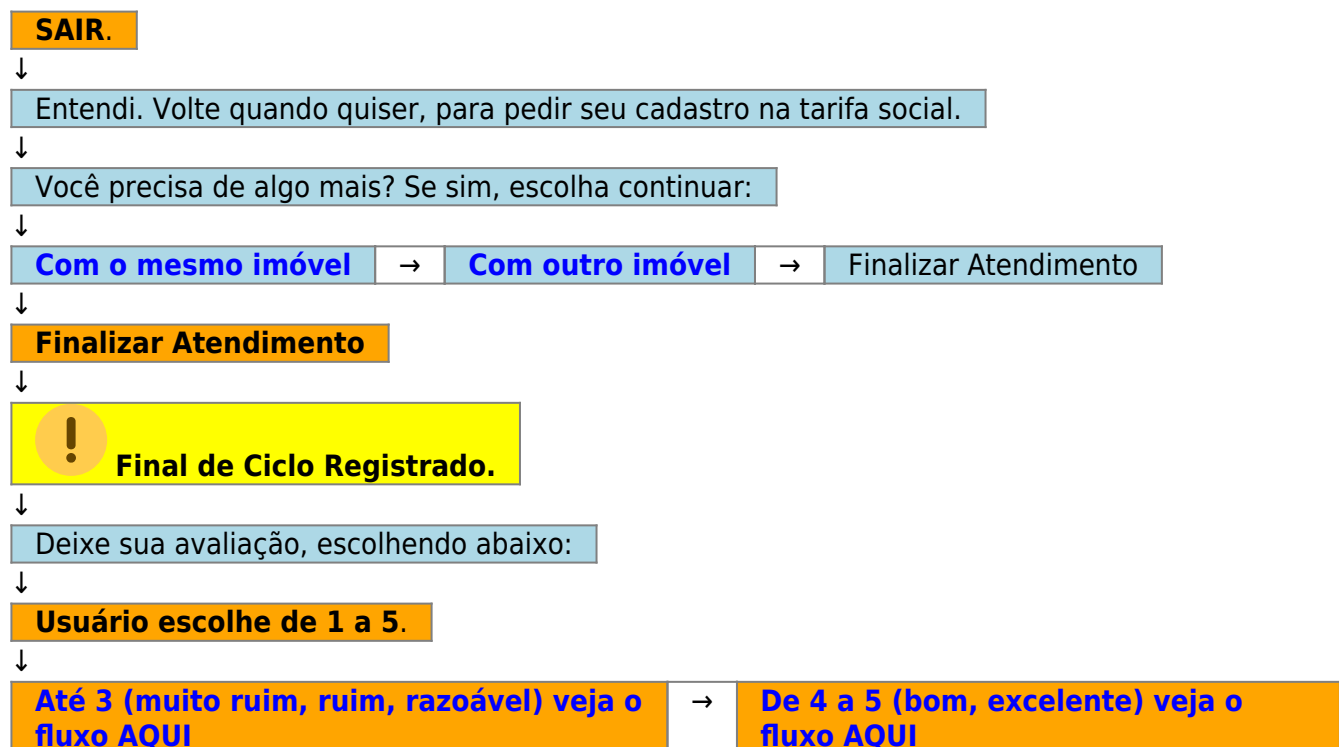 SAIR.
↓
Entendi. Volte quando quiser, para pedir seu cadastro na tarifa social.
↓
Você precisa de algo mais? Se sim, escolha continuar:
↓
Com o mesmo imóvel → Com outro imóvel → Finalizar Atendimento
↓
Finalizar Atendimento
↓
Final de Ciclo Registrado.
↓
Deixe sua avaliação, escolhendo abaixo:
↓
Usuário escolhe de 1 a 5.
↓
Até 3 (muito ruim, ruim, razoável) veja o
fluxo AQUI
→
De 4 a 5 (bom, excelente) veja o
fluxo AQUI